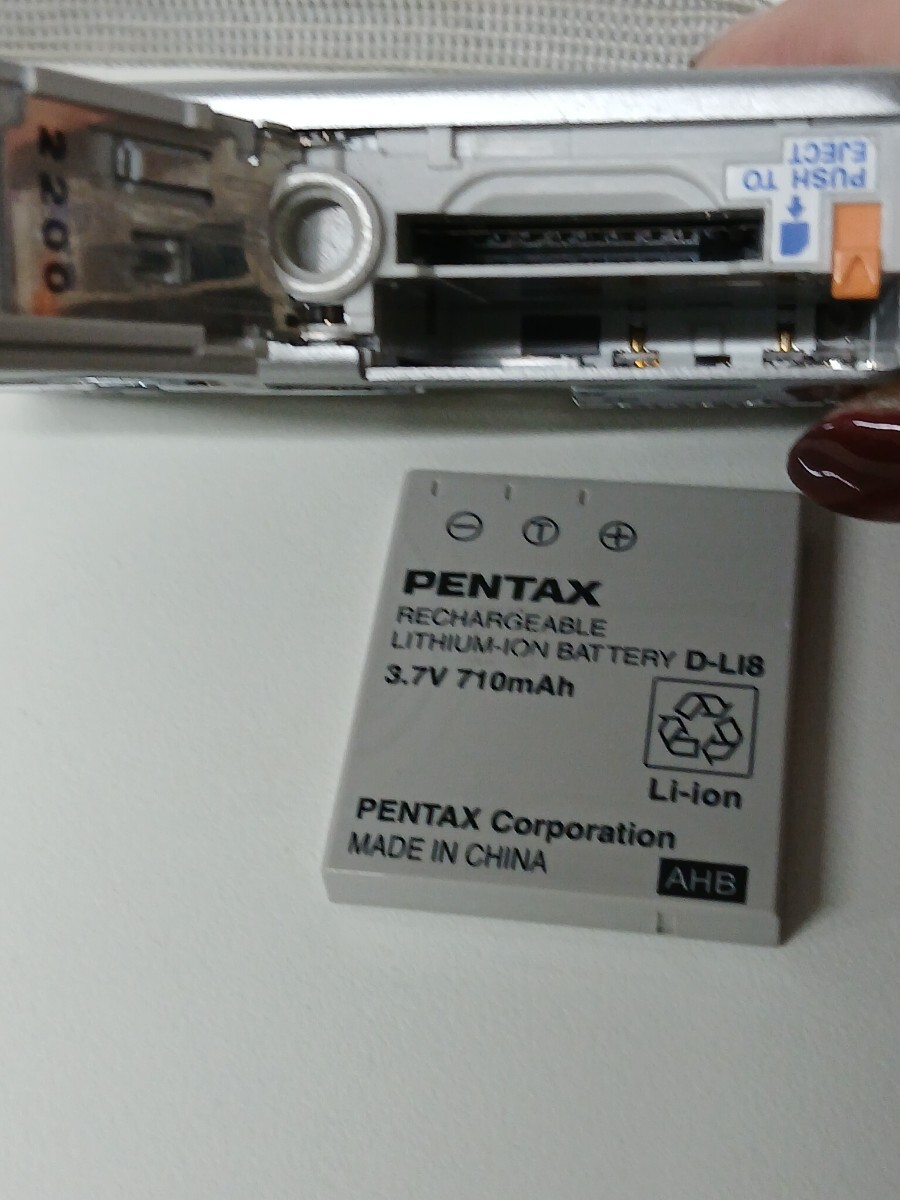 2200
PUSH TO
EJECT
T
PENTAX
RECHARGEABLE
LITHIUM-ION BATTERY D-LI8
3.7V 710mAh
Li-ion
PENTAX Corporation
MADE IN CHINA
AHB